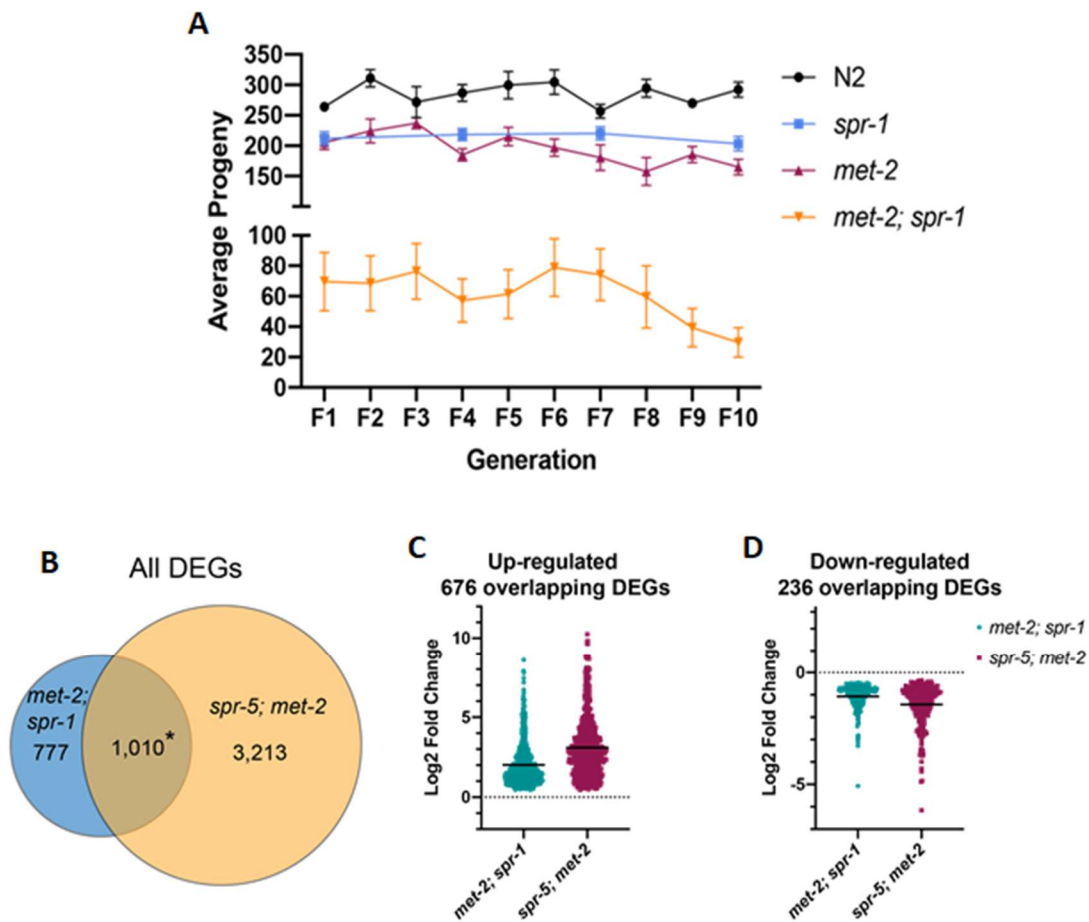 A
350
300
250
200
150
100
80
60
40
20
0
Average Progeny
F1 F2 F3 F4 F5 F6 F7 F8 F9 F10
Generation
N2
spr-1
met-2
met-2; spr-1
B
All DEGs
met-2;
spr-1
777
1,010*
spr-5; met-2
3,213
C
Up-regulated
676 overlapping DEGs
Log2 Fold Change
10
5
0
met-2; spr-1
spr-5; met-2
D
Down-regulated
236 overlapping DEGs
Log2 Fold Change
0
-5
met-2; spr-1
spr-5; met-2
met-2; spr-1
spr-5; met-2